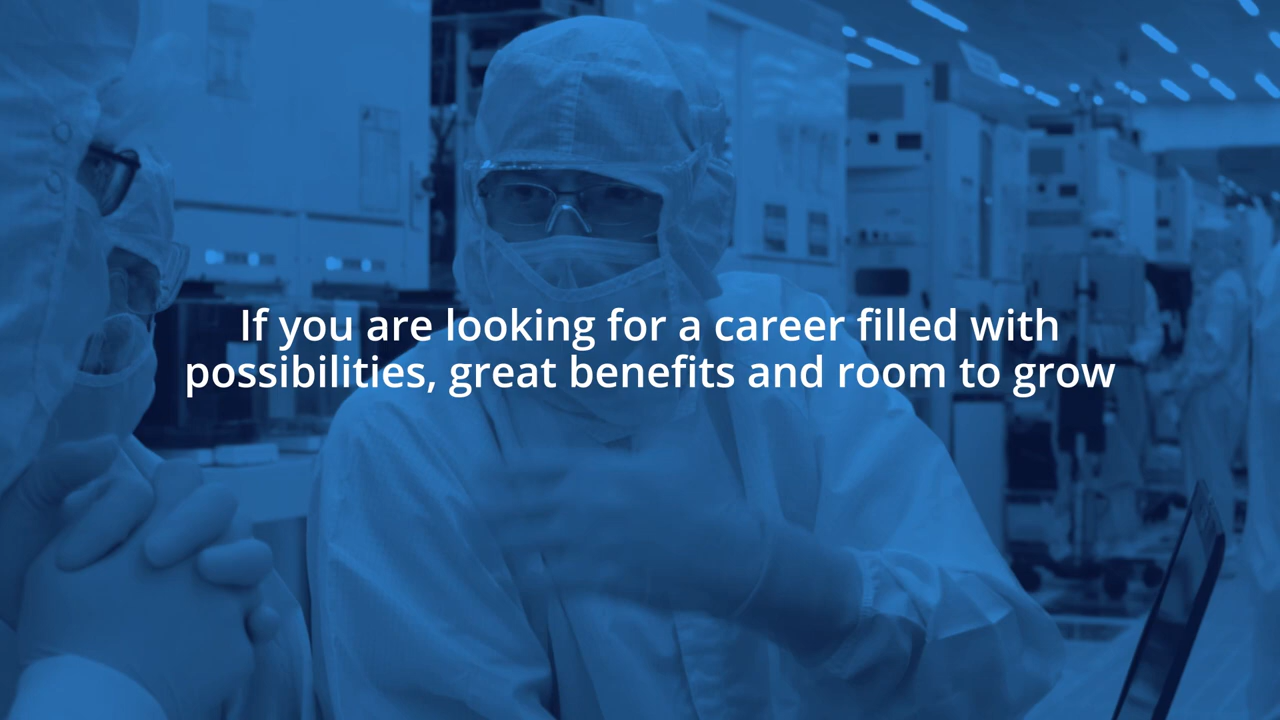 If you are looking for a career filled with
possibilities, great benefits and room to grow